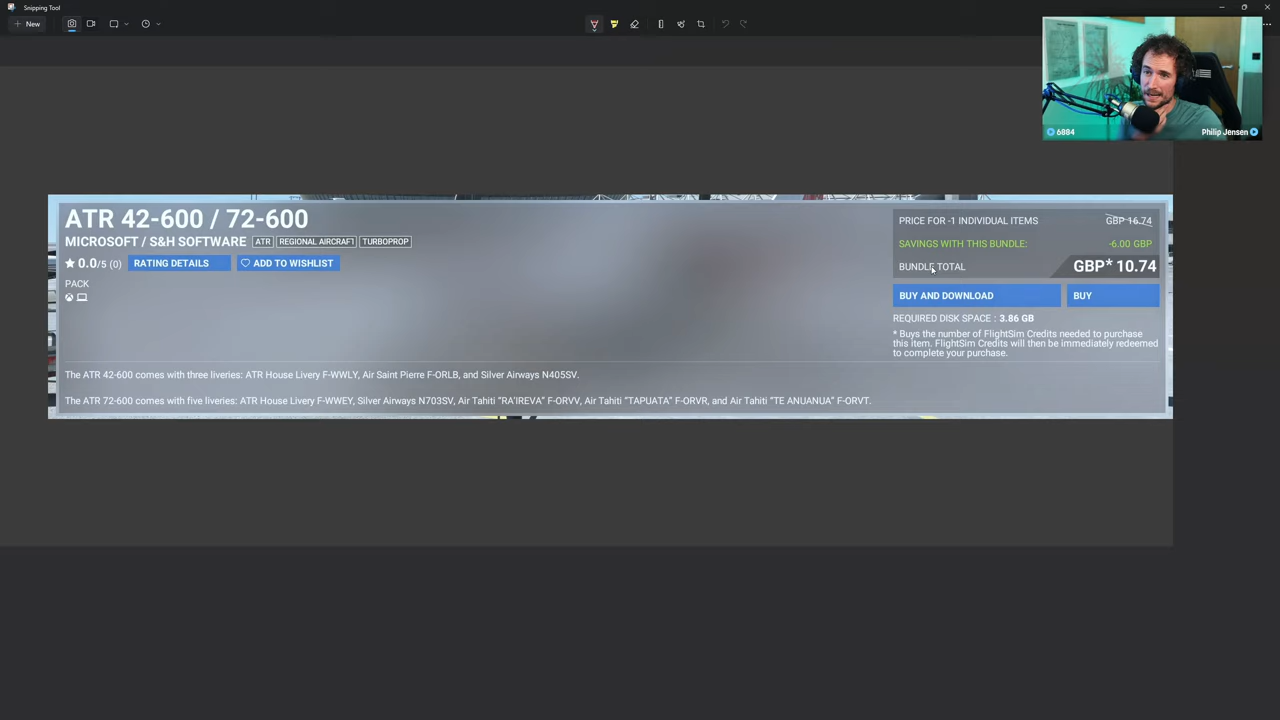 Snipping Tool
New
6884
Philip Jensen
ATR 42-600 / 72-600
MICROSOFT / S&H SOFTWARE ATR REGIONAL AIRCRAFT TURBOPROP
0.0/5 (0) RATING DETAILS ADD TO WISHLIST
PACK
PRICE FOR -1 INDIVIDUAL ITEMS GBP 16.74
SAVINGS WITH THIS BUNDLE: -6.00 GBP
BUNDLE TOTAL GBP* 10.74
BUY AND DOWNLOAD BUY
REQUIRED DISK SPACE : 3.86 GB
* Buys the number of FlightSim Credits needed to purchase
this item. FlightSim Credits will then be immediately redeemed
to complete your purchase.
The ATR 42-600 comes with three liveries: ATR House Livery F-WWLY, Air Saint Pierre F-ORLB, and Silver Airways N405SV.
The ATR 72-600 comes with five liveries: ATR House Livery F-WWEY, Silver Airways N703SV, Air Tahiti “RA'IREVA” F-ORVV, Air Tahiti “TAPUATA” F-ORVR, and Air Tahiti “TE ANUANUA” F-ORVT.